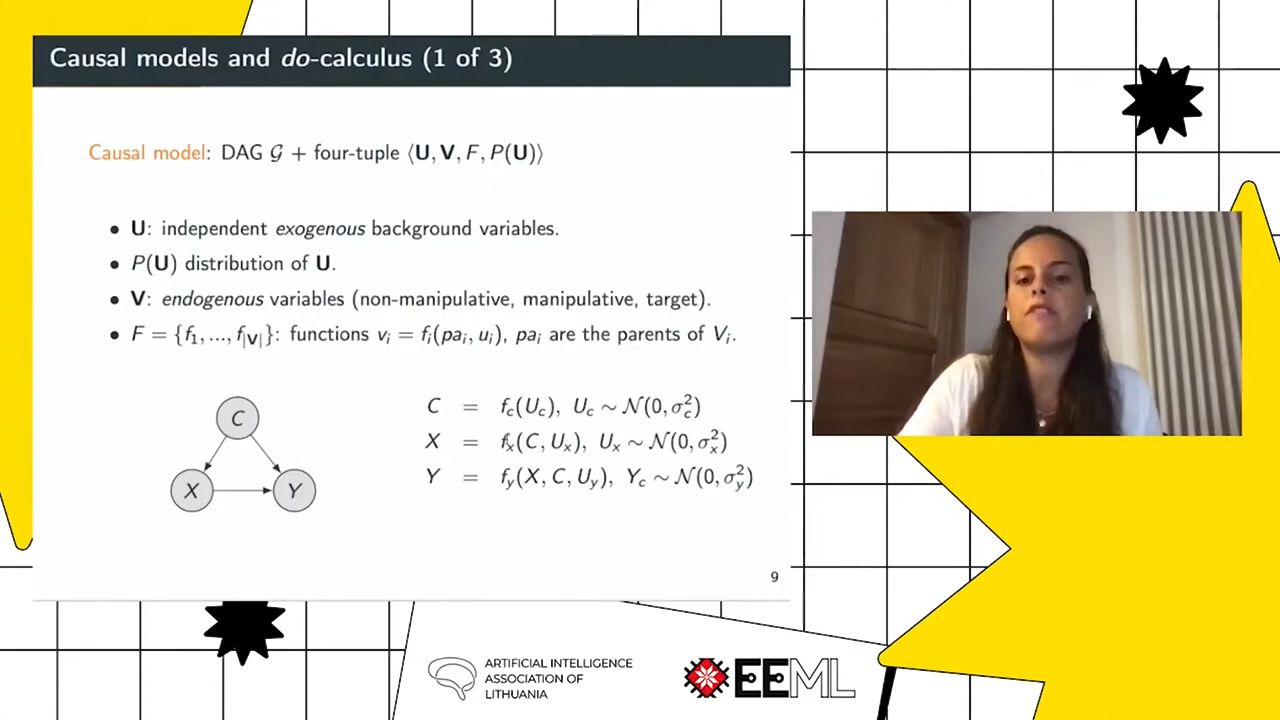 Causal models and do-calculus (1 of 3)
Causal model: DAG 𝒢 + four-tuple ⟨U, V, F, P(U)⟩
• U: independent exogenous background variables.
• P(U) distribution of U.
• V: endogenous variables (non-manipulative, manipulative, target).
• F = {f₁, ..., f_|V|}: functions vᵢ = fᵢ(paᵢ, uᵢ), paᵢ are the parents of Vᵢ.
C
X
Y
C = f_c(U_c), U_c ∼ 𝒩(0, σ_c²)
X = f_x(C, U_x), U_x ∼ 𝒩(0, σ_x²)
Y = f_y(X, C, U_y), Y_c ∼ 𝒩(0, σ_y²)
9
ARTIFICIAL INTELLIGENCE
ASSOCIATION OF
LITHUANIA
EEML